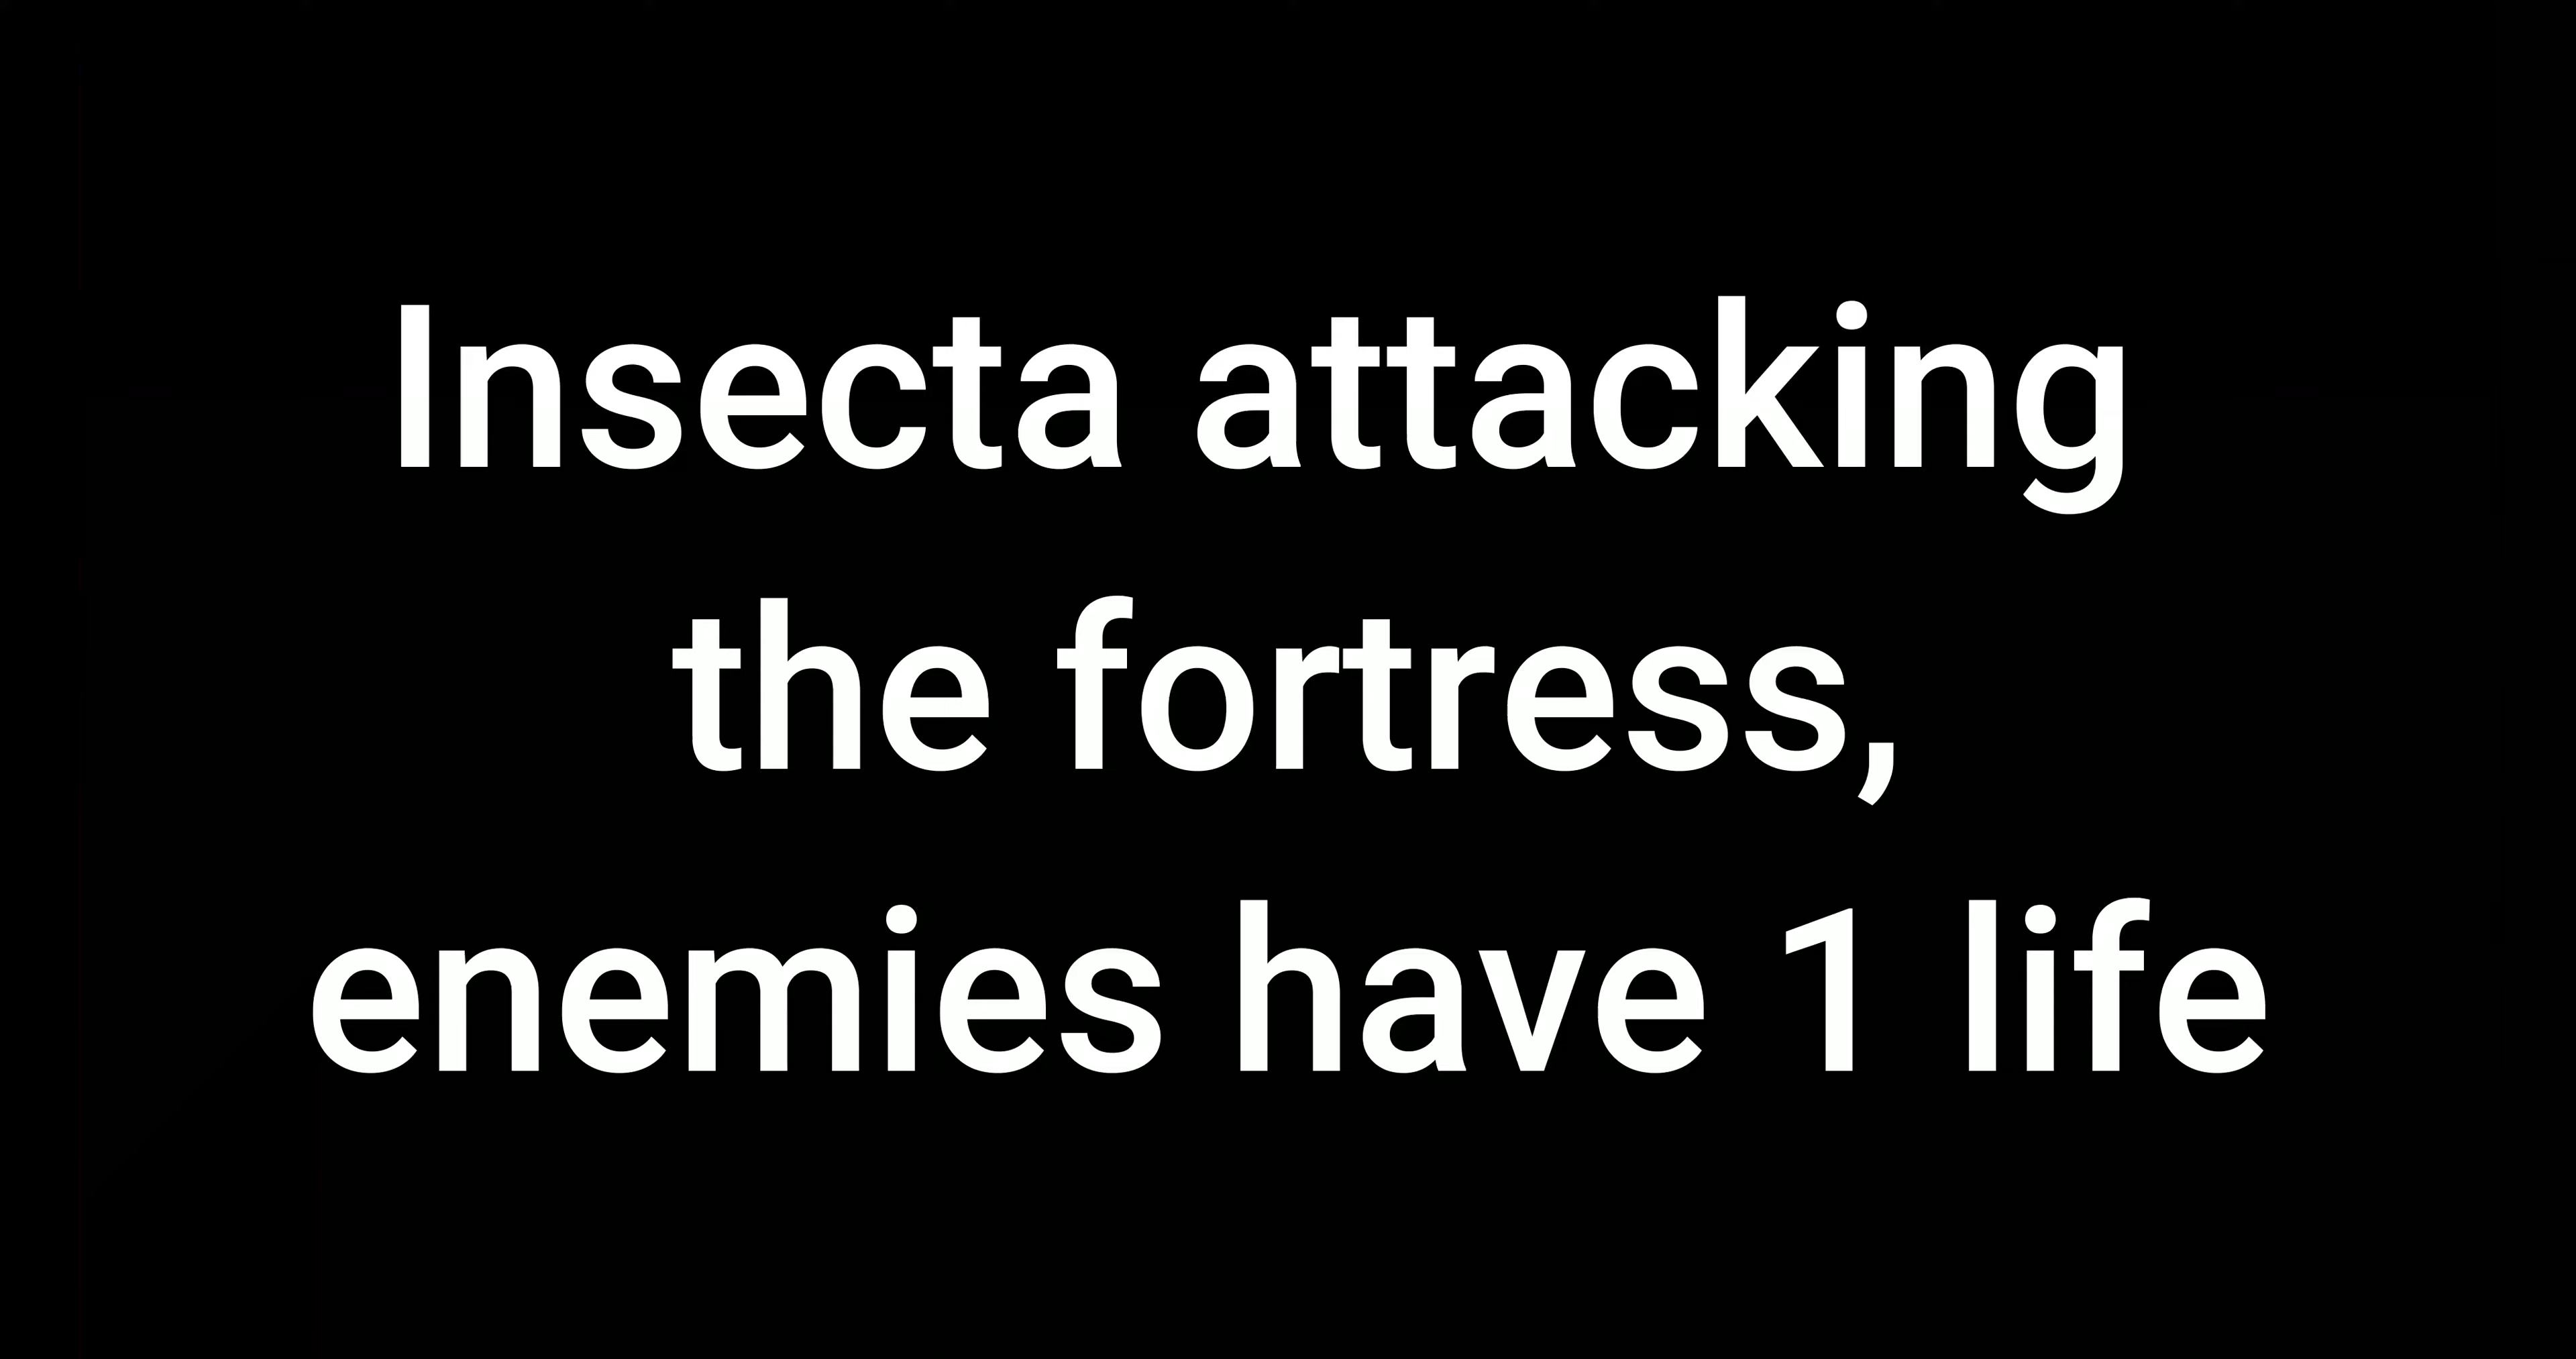 Insecta attacking
the fortress,
enemies have 1 life